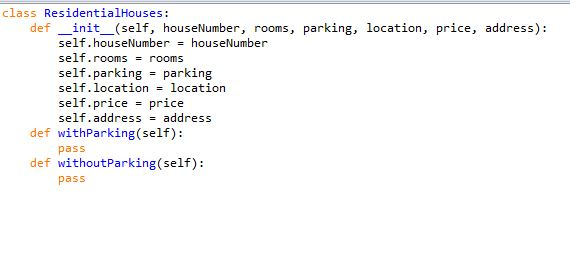 class ResidentialHouses:
    def __init__(self, houseNumber, rooms, parking, location, price, address):
        self.houseNumber = houseNumber
        self.rooms = rooms
        self.parking = parking
        self.location = location
        self.price = price
        self.address = address
    def withParking(self):
        pass
    def withoutParking(self):
        pass